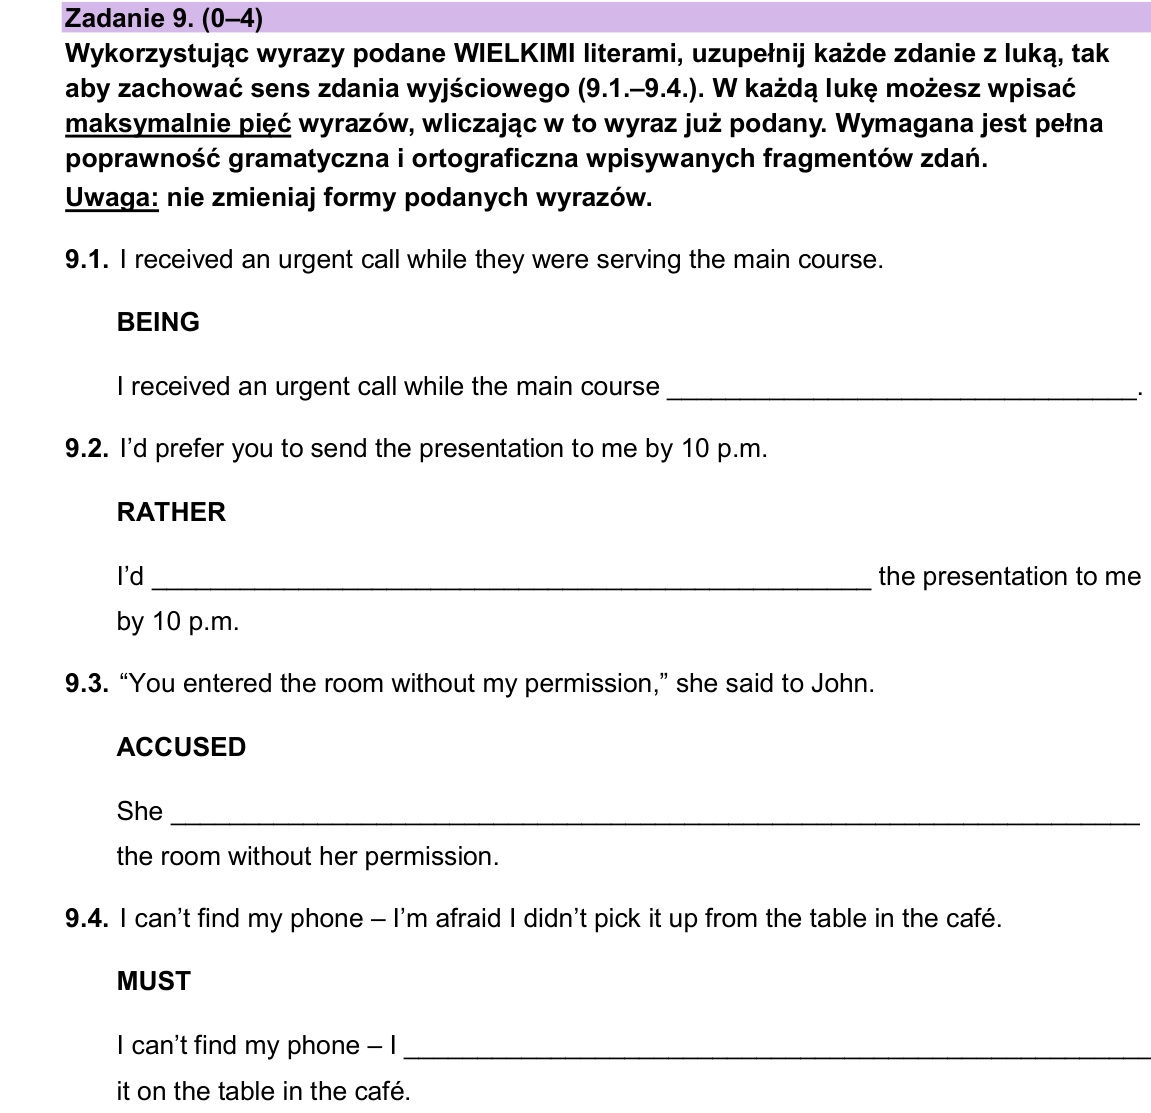 Zadanie 9. (0–4)
Wykorzystując wyrazy podane WIELKIMI literami, uzupełnij każde zdanie z luką, tak
aby zachować sens zdania wyjściowego (9.1.–9.4.). W każdą lukę możesz wpisać
maksymalnie pięć wyrazów, wliczając w to wyraz już podany. Wymagana jest pełna
poprawność gramatyczna i ortograficzna wpisywanych fragmentów zdań.
Uwaga: nie zmieniaj formy podanych wyrazów.
9.1. I received an urgent call while they were serving the main course.
BEING
I received an urgent call while the main course ________________________________.
9.2. I’d prefer you to send the presentation to me by 10 p.m.
RATHER
I’d _________________________________________________ the presentation to me
by 10 p.m.
9.3. “You entered the room without my permission,” she said to John.
ACCUSED
She __________________________________________________________________
the room without her permission.
9.4. I can’t find my phone – I’m afraid I didn’t pick it up from the table in the café.
MUST
I can’t find my phone – I ___________________________________________________
it on the table in the café.